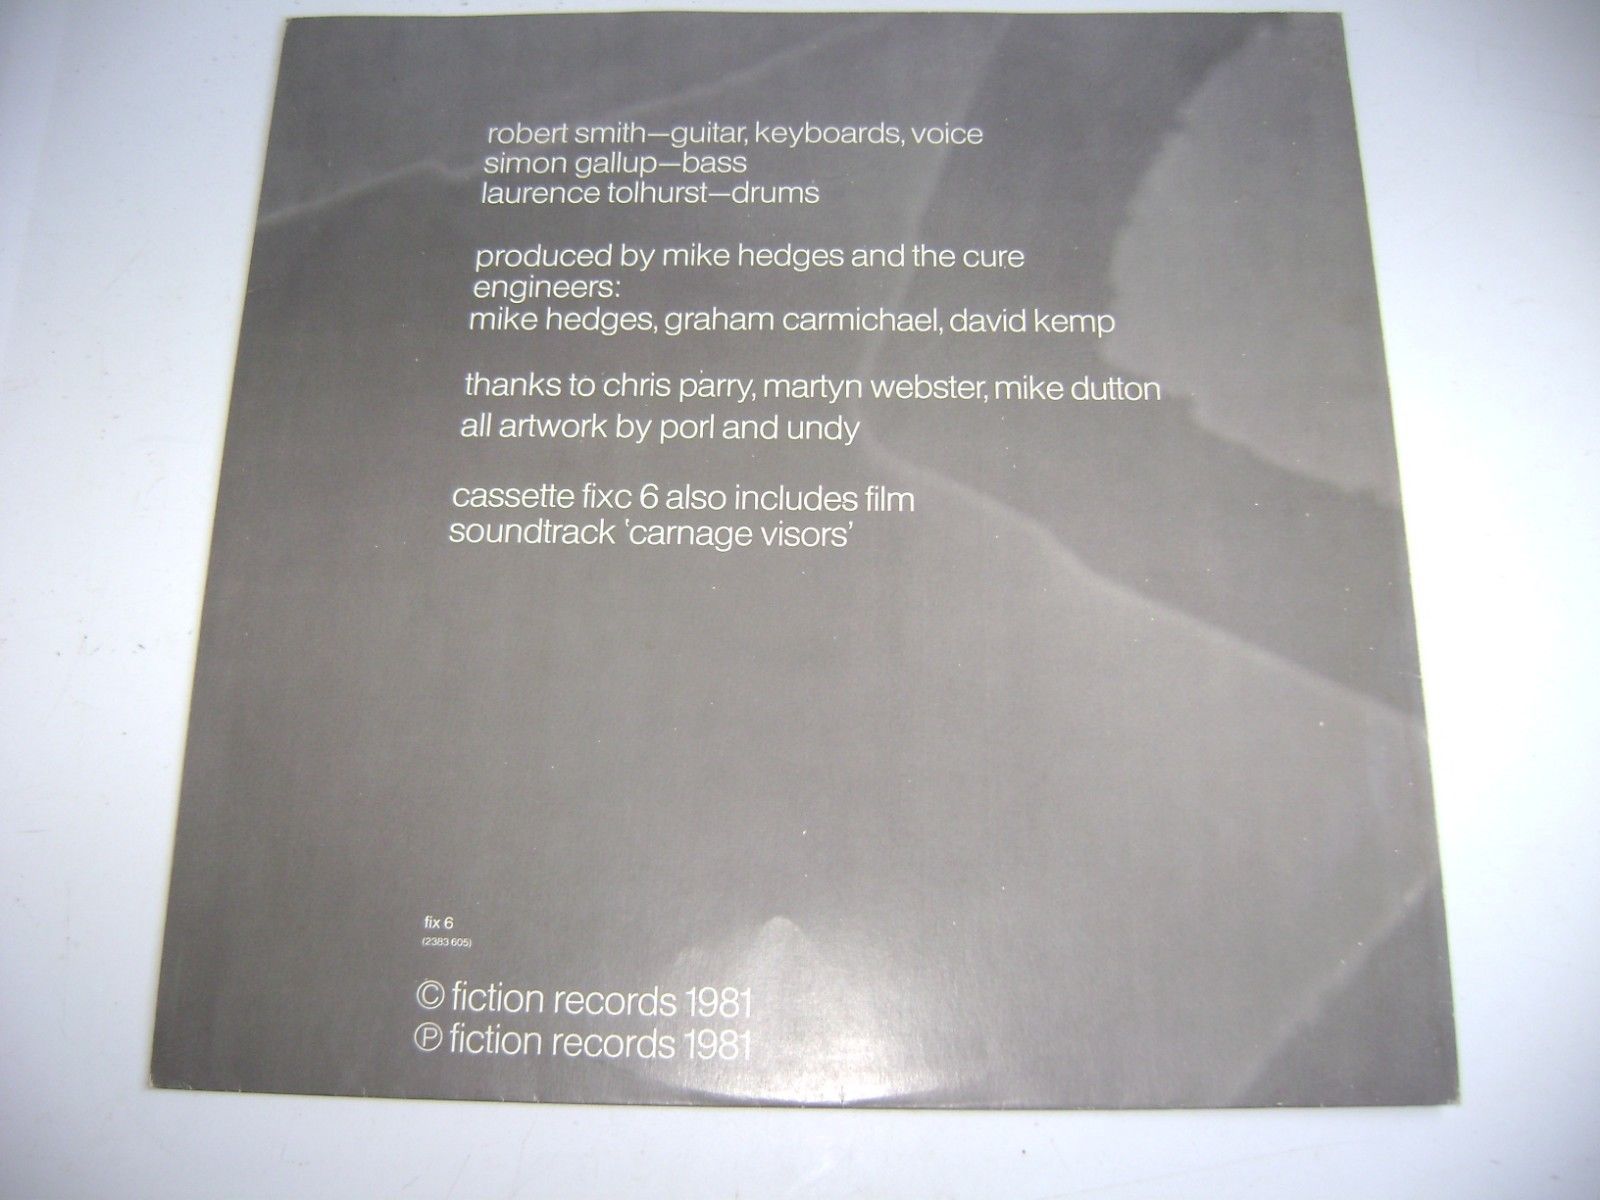 robert smith—guitar, keyboards, voice
simon gallup—bass
laurence tolhurst—drums
produced by mike hedges and the cure
engineers:
mike hedges, graham carmichael, david kemp
thanks to chris parry, martyn webster, mike dutton
all artwork by porl and undy
cassette fixc 6 also includes film
soundtrack ‘carnage visors’
fix 6
(2383 605)
© fiction records 1981
℗ fiction records 1981